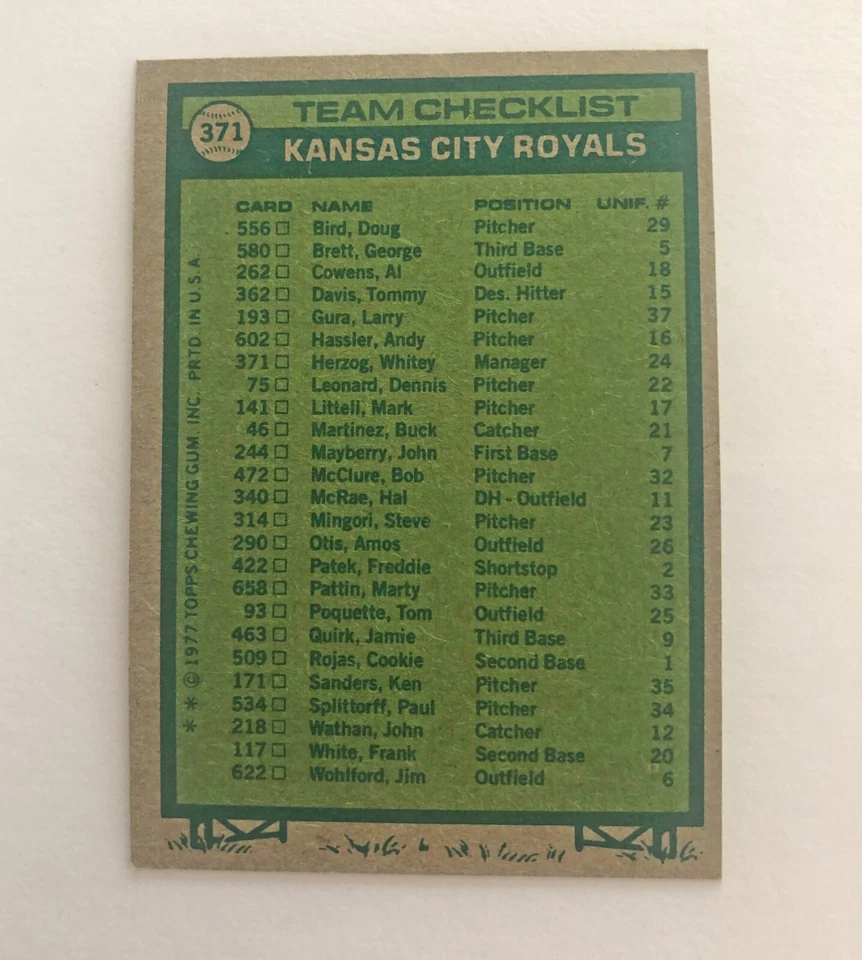 371
TEAM CHECKLIST
KANSAS CITY ROYALS
CARD NAME POSITION UNIF. #
556 □ Bird, Doug Pitcher 29
580 □ Brett, George Third Base 5
262 □ Cowens, Al Outfield 18
362 □ Davis, Tommy Des. Hitter 15
193 □ Gura, Larry Pitcher 37
602 □ Hassler, Andy Pitcher 16
371 □ Herzog, Whitey Manager 24
75 □ Leonard, Dennis Pitcher 22
141 □ Littell, Mark Pitcher 17
46 □ Martinez, Buck Catcher 21
244 □ Mayberry, John First Base 7
472 □ McClure, Bob Pitcher 32
340 □ McRae, Hal DH - Outfield 11
314 □ Mingori, Steve Pitcher 23
290 □ Otis, Amos Outfield 26
422 □ Patek, Freddie Shortstop 2
658 □ Pattin, Marty Pitcher 33
93 □ Poquette, Tom Outfield 25
463 □ Quirk, Jamie Third Base 9
509 □ Rojas, Cookie Second Base 1
171 □ Sanders, Ken Pitcher 35
534 □ Splittorff, Paul Pitcher 34
218 □ Wathan, John Catcher 12
117 □ White, Frank Second Base 20
622 □ Wohlford, Jim Outfield 6
* * © 1977 TOPPS CHEWING GUM, INC. PRTD. IN U.S.A.